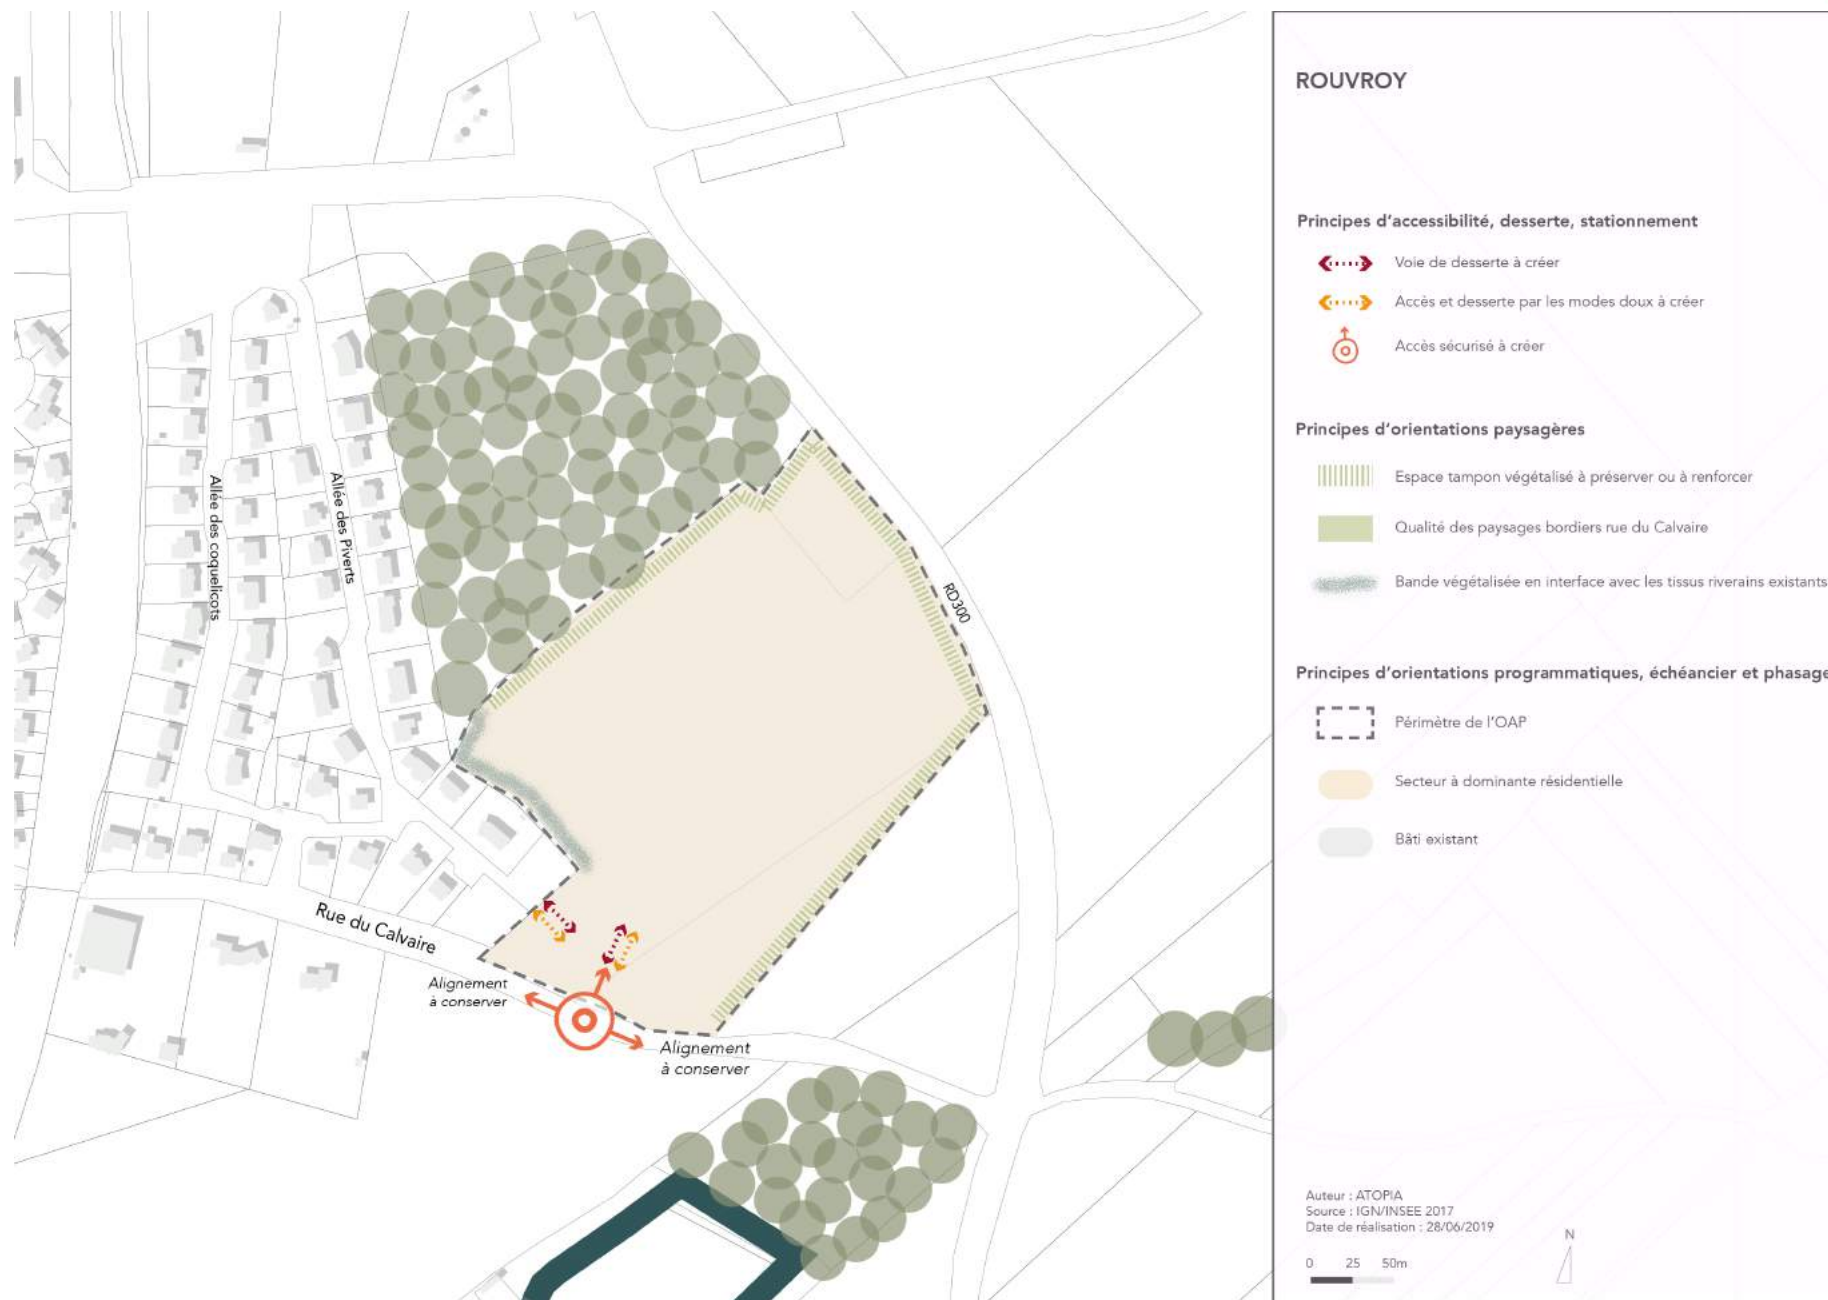 ROUVROY
Principes d'accessibilité, desserte, stationnement
Voie de desserte à créer
Accès et desserte par les modes doux à créer
Accès sécurisé à créer
Principes d'orientations paysagères
Espace tampon végétalisé à préserver ou à renforcer
Qualité des paysages bordiers rue du Calvaire
Bande végétalisée en interface avec les tissus riverains existants
Principes d'orientations programmatiques, échéancier et phasage
Périmètre de l'OAP
Secteur à dominante résidentielle
Bâti existant
Auteur : ATOPIA
Source : IGN/INSEE 2017
Date de réalisation : 28/06/2019
0 25 50m
N
Allée des coquelicots
Allée des Piverts
RD300
Rue du Calvaire
Alignement
à conserver
Alignement
à conserver